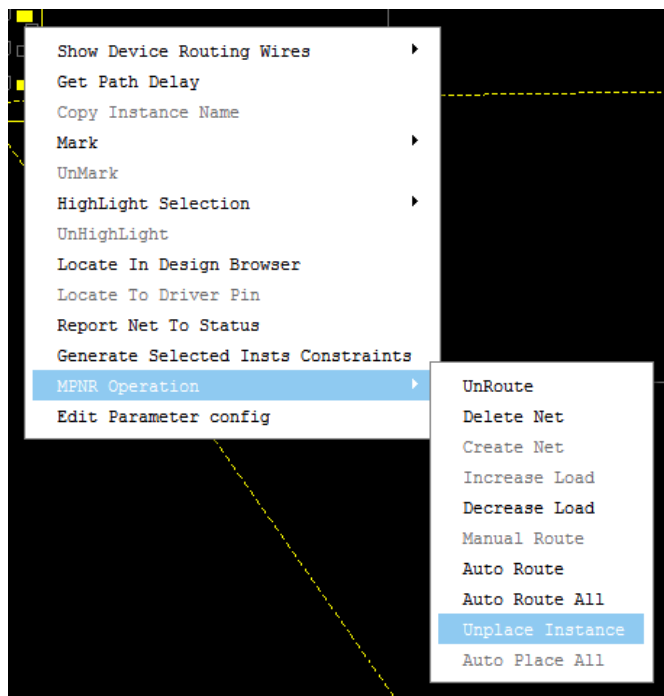 Show Device Routing Wires
Get Path Delay
Copy Instance Name
Mark
UnMark
HighLight Selection
UnHighLight
Locate In Design Browser
Locate To Driver Pin
Report Net To Status
Generate Selected Insts Constraints
MPNR Operation
Edit Parameter config
UnRoute
Delete Net
Create Net
Increase Load
Decrease Load
Manual Route
Auto Route
Auto Route All
Unplace Instance
Auto Place All